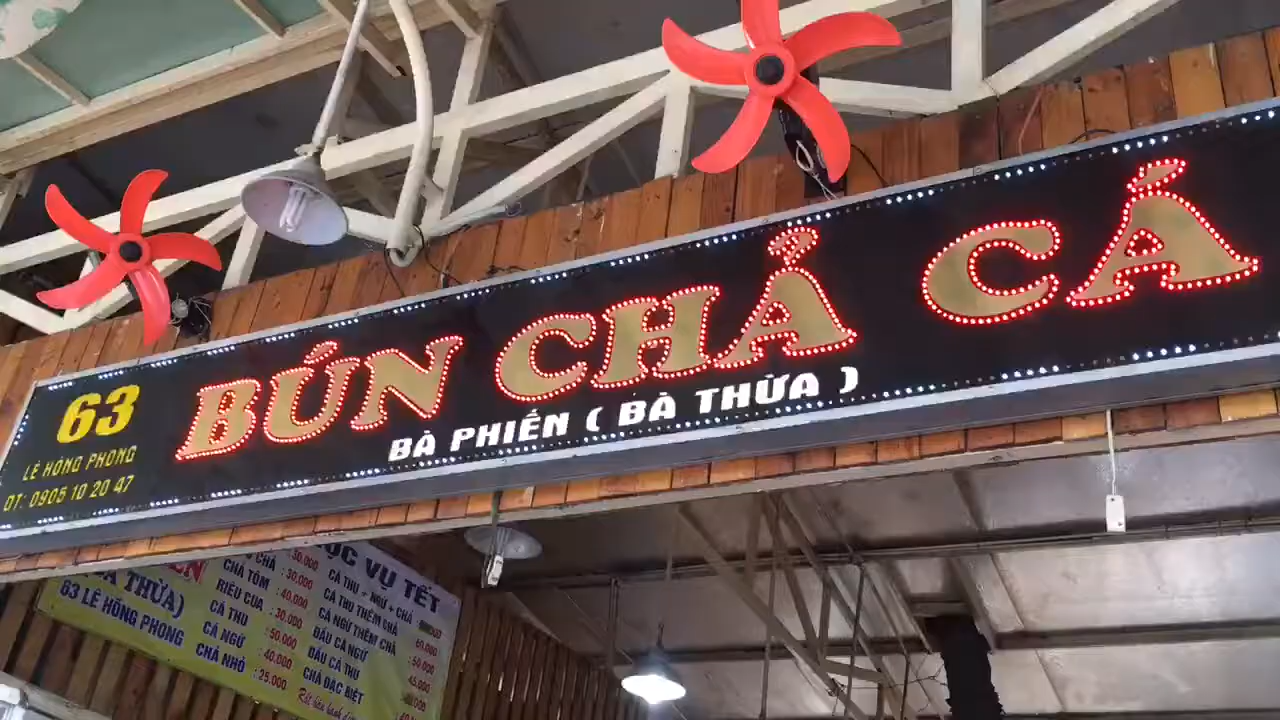 BÚN CHẢ CÁ
BÀ PHIẾN ( BÀ THỪA )
63
LÊ HỒNG PHONG
ĐT: 0905 10 20 47
THỪA)
63 LÊ HỒNG PHONG
CHẢ : 30.000
CHẢ TÔM : 30.000
RIÊU CUA : 40.000
CÁ THU : 30.000
CÁ NGỪ : 50.000
CHẢ NHỎ : 40.000
: 25.000
VỤ TẾT
CÁ THU + NGỪ + CHẢ
CÁ THU THÊM CHẢ 60.000
CÁ NGỪ THÊM CHẢ 50.000
ĐẦU CÁ NGỪ 45.000
ĐẦU CÁ THU
CHẢ ĐẶC BIỆT